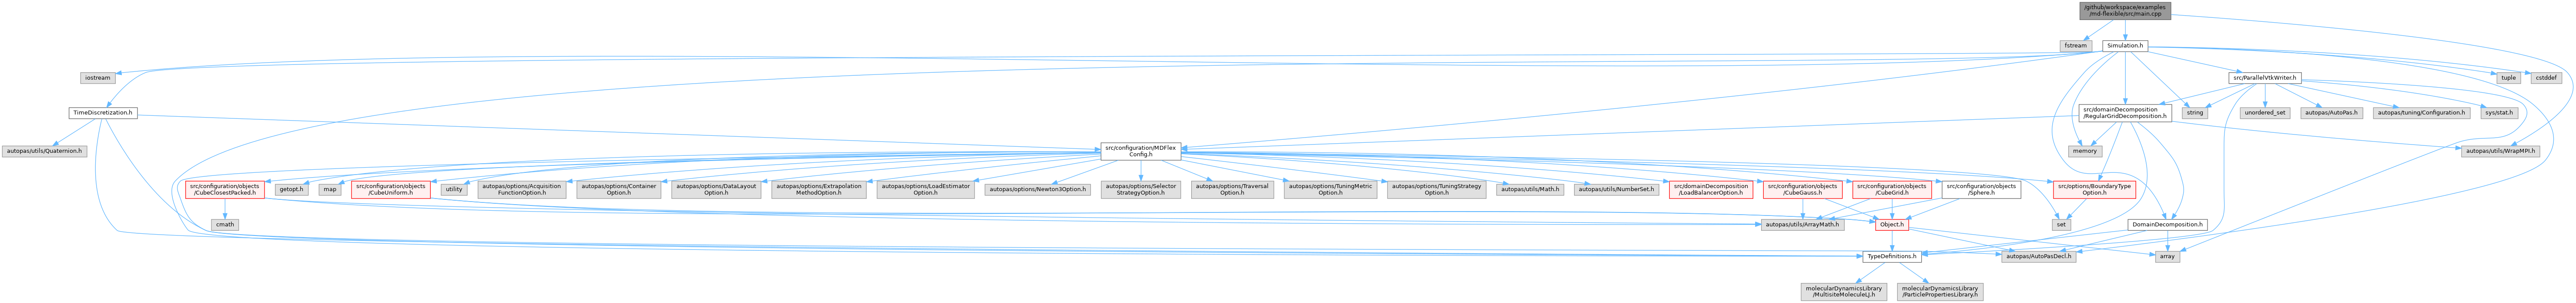 /github/workspace/examples
/md-flexible/src/main.cpp
fstream
Simulation.h
iostream
src/ParallelVtkWriter.h
tuple
cstddef
TimeDiscretization.h
src/domainDecomposition
/RegularGridDecomposition.h
string
unordered_set
autopas/AutoPas.h
autopas/tuning/Configuration.h
sys/stat.h
autopas/utils/Quaternion.h
src/configuration/MDFlex
Config.h
memory
autopas/utils/WrapMPI.h
src/configuration/objects
/CubeClosestPacked.h
getopt.h
map
src/configuration/objects
/CubeUniform.h
utility
autopas/options/Acquisition
FunctionOption.h
autopas/options/Container
Option.h
autopas/options/DataLayout
Option.h
autopas/options/Extrapolation
MethodOption.h
autopas/options/LoadEstimator
Option.h
autopas/options/Newton3Option.h
autopas/options/Selector
StrategyOption.h
autopas/options/Traversal
Option.h
autopas/options/TuningMetric
Option.h
autopas/options/TuningStrategy
Option.h
autopas/utils/Math.h
autopas/utils/NumberSet.h
src/domainDecomposition
/LoadBalancerOption.h
src/configuration/objects
/CubeGauss.h
src/configuration/objects
/CubeGrid.h
src/configuration/objects
/Sphere.h
src/options/BoundaryType
Option.h
cmath
autopas/utils/ArrayMath.h
Object.h
set
DomainDecomposition.h
TypeDefinitions.h
autopas/AutoPasDecl.h
array
molecularDynamicsLibrary
/MultisiteMoleculeLJ.h
molecularDynamicsLibrary
/ParticlePropertiesLibrary.h